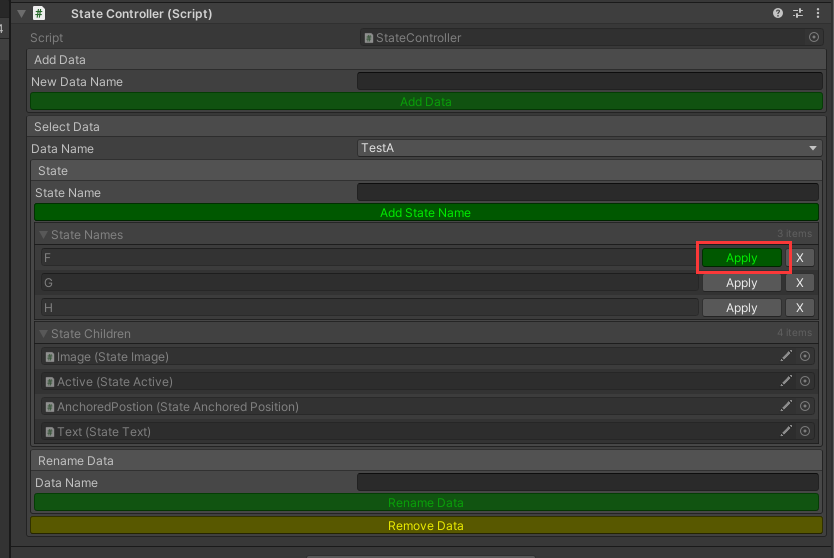 State Controller (Script)
4
Script StateController
Add Data
New Data Name
Add Data
Select Data
Data Name TestA
State
State Name
Add State Name
State Names 3 items
F Apply X
G Apply X
H Apply X
State Children 4 items
Image (State Image)
Active (State Active)
AnchoredPostion (State Anchored Position)
Text (State Text)
Rename Data
Data Name
Rename Data
Remove Data